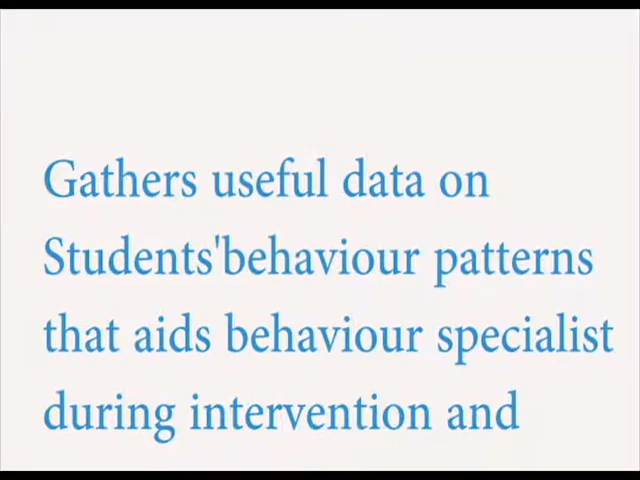 Gathers useful data on
Students'behaviour patterns
that aids behaviour specialist
during intervention and